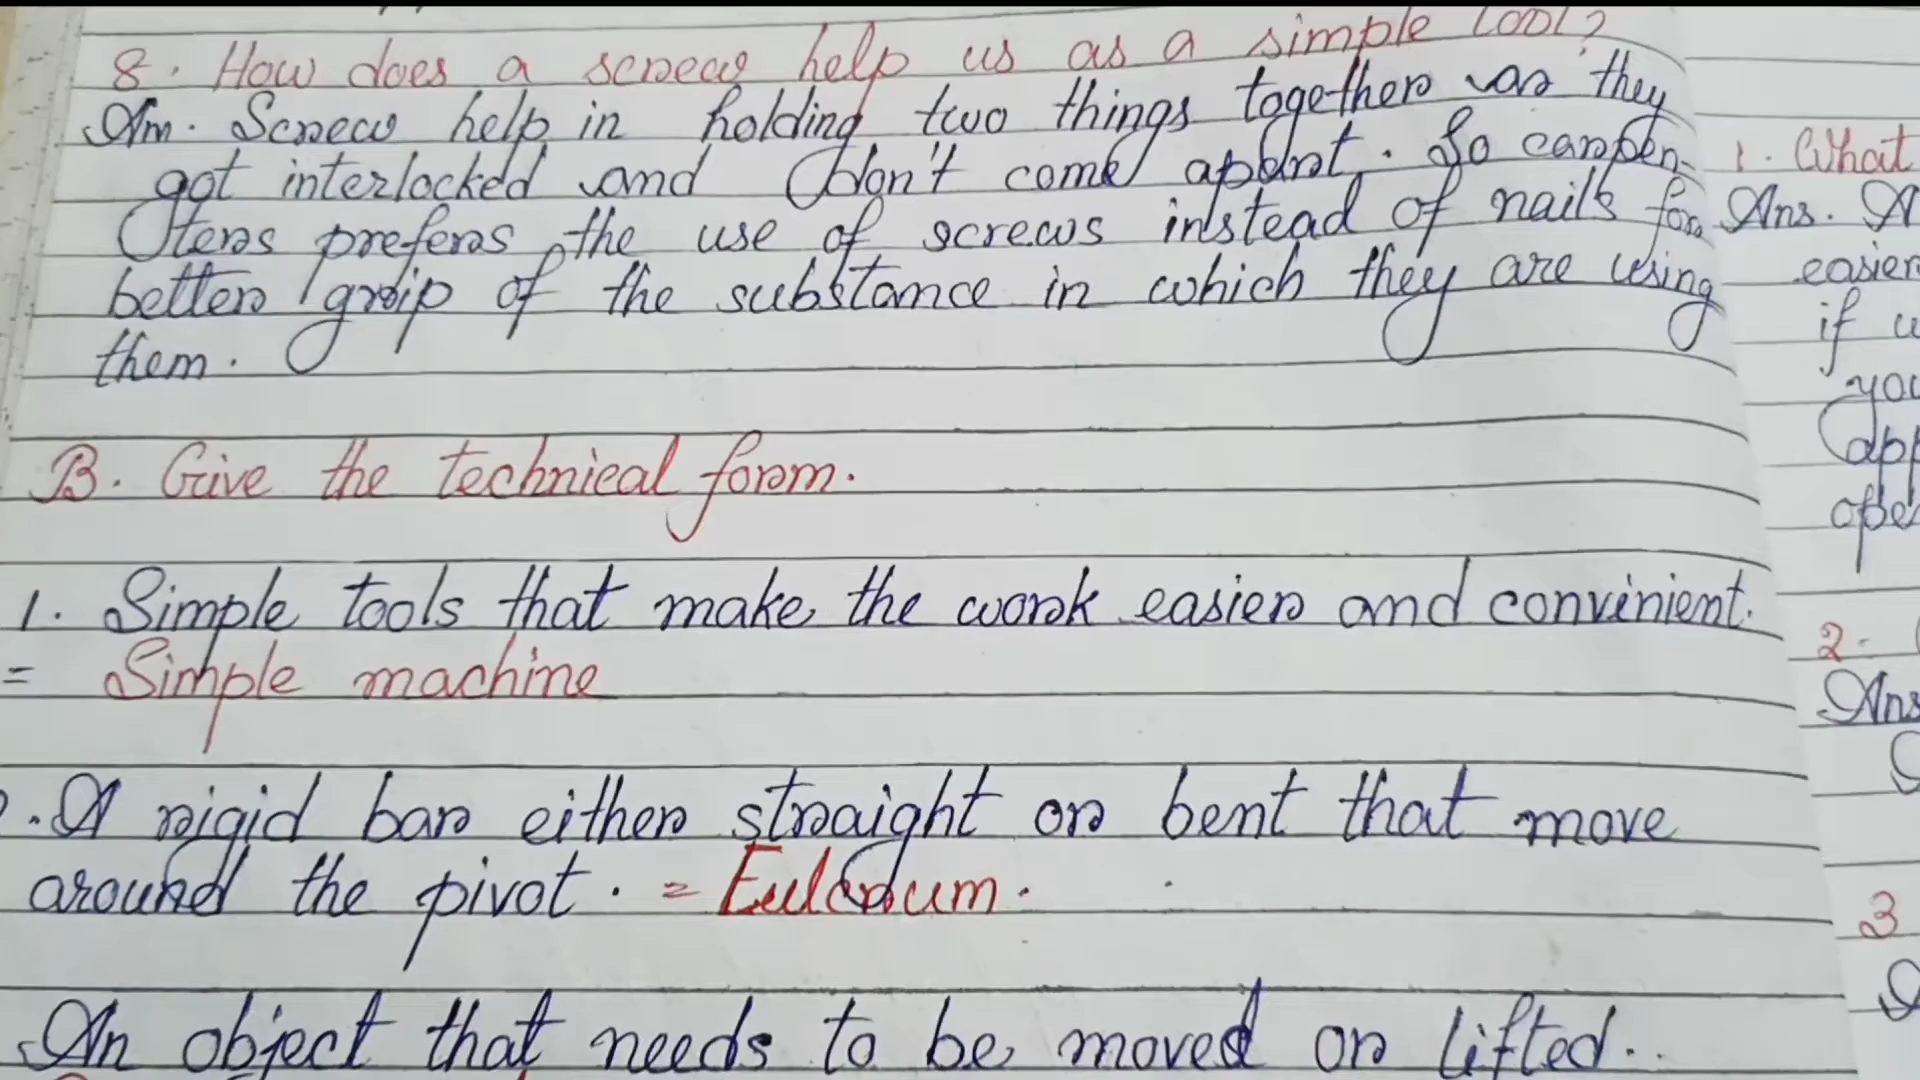 8. How does a screw help us as a simple tool?
Ans. Screw help in holding two things together as they
got interlocked and don't come apart. So carpen-
ters prefers the use of screws instead of nails for
better grip of the substance in which they are using
them.
B. Give the technical form.
1. Simple tools that make the work easier and convinient.
= Simple machine
. A rigid bar either straight or bent that move
around the pivot. = Fulcrum.
An object that needs to be moved or lifted.
1. What
Ans. A
easier
if
you
app
ope
2.
Ans
3